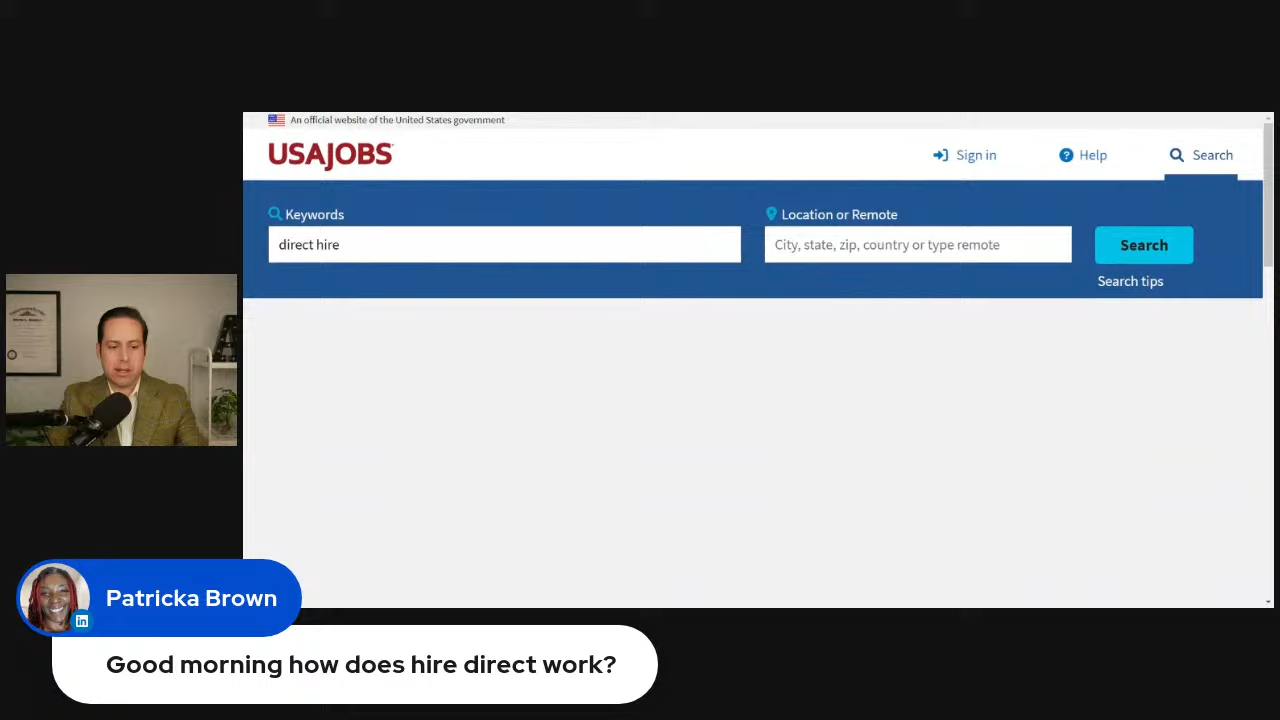 An official website of the United States government
USAJOBS
Sign in
Help
Search
Keywords
Location or Remote
direct hire
City, state, zip, country or type remote
Search
Search tips
Patricka Brown
in
Good morning how does hire direct work?